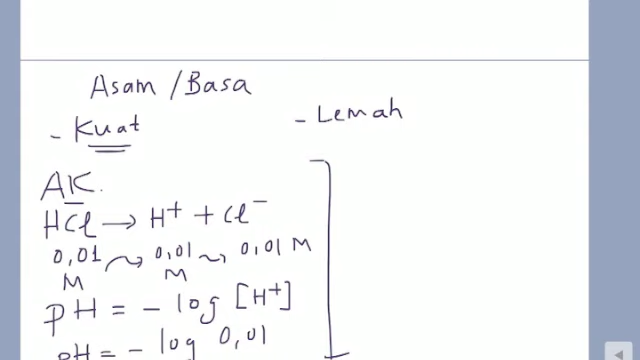 Asam / Basa
- Kuat
- Lemah
AK.
HCl → H⁺ + Cl⁻
0,01 M 0,01 M 0,01 M
pH = - log [H⁺]
pH = - log 0,01